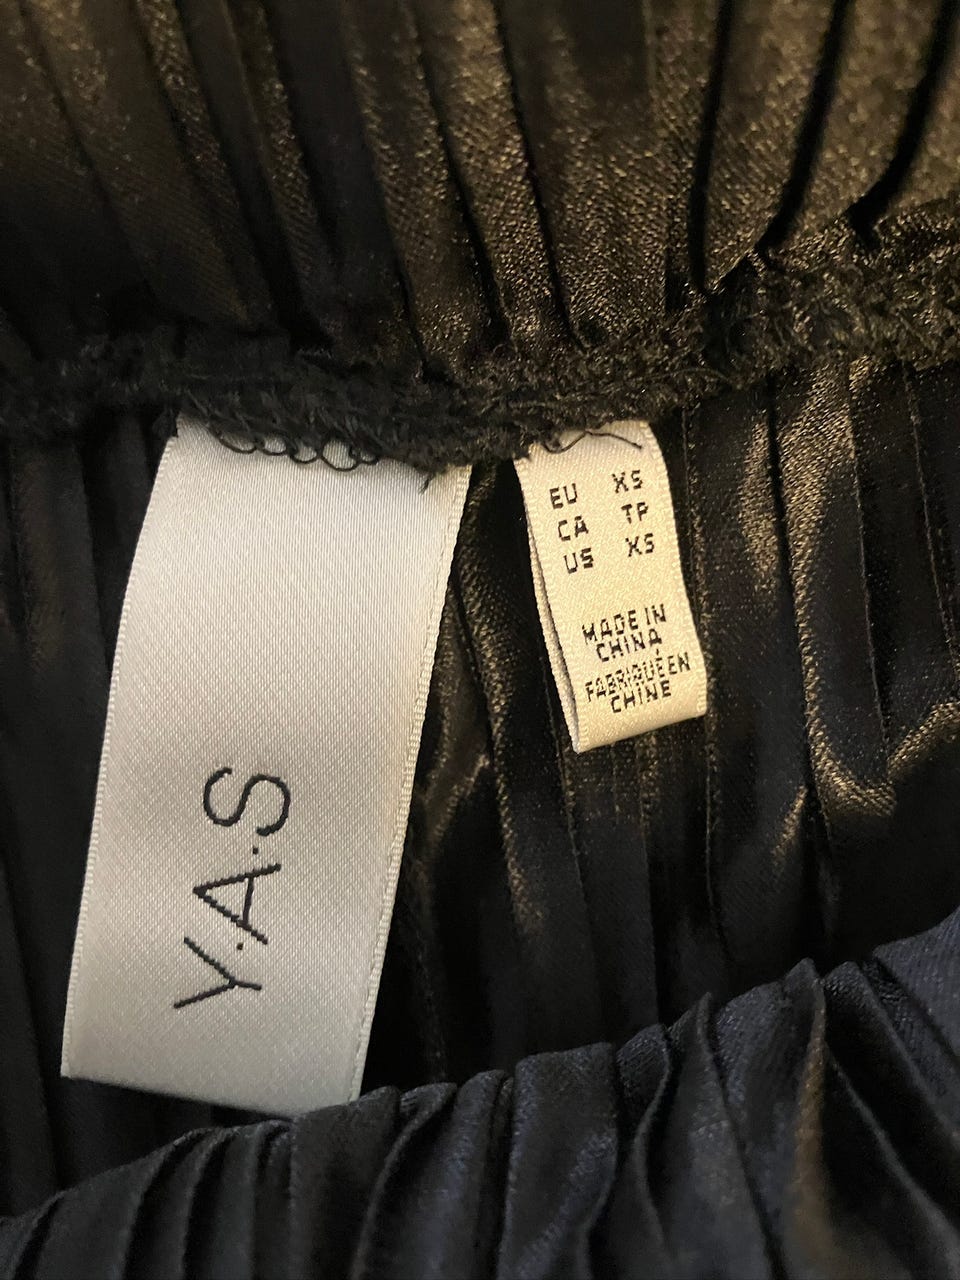 Y.A.S
EU XS
CA TP
US XS
MADE IN
CHINA
FABRIQUÉ EN
CHINE